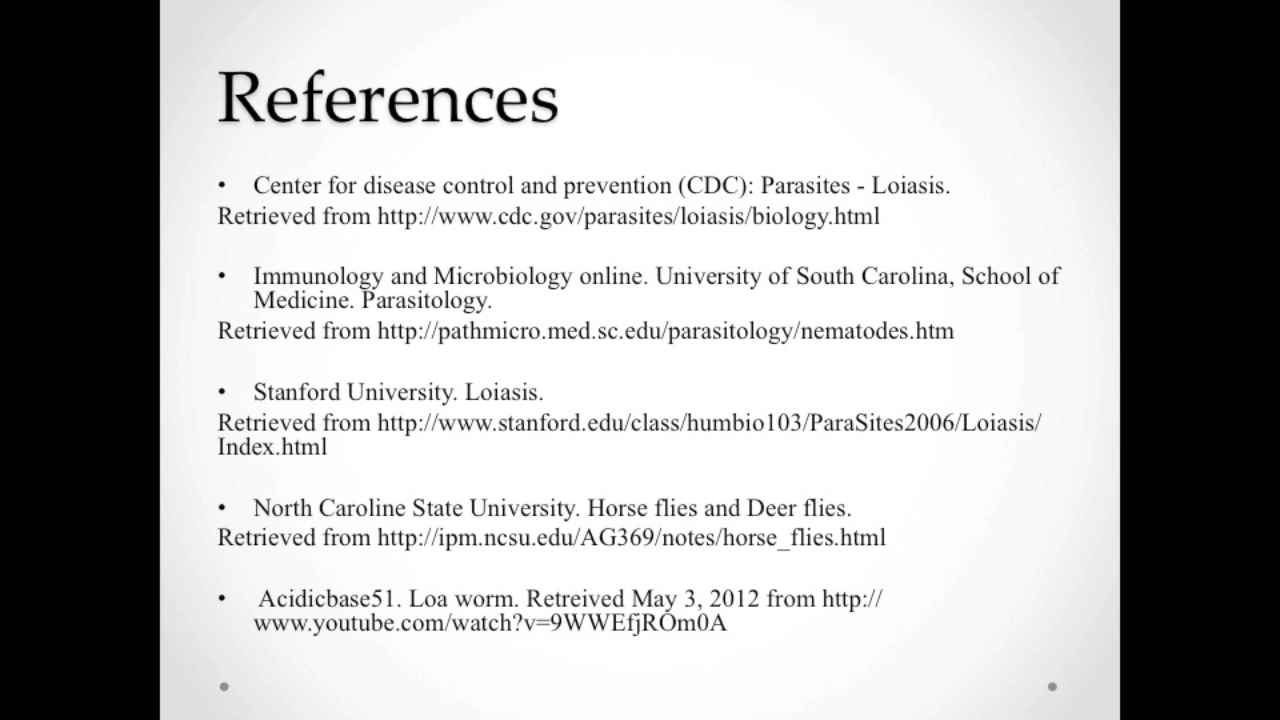 References
• Center for disease control and prevention (CDC): Parasites - Loiasis.
Retrieved from http://www.cdc.gov/parasites/loiasis/biology.html
• Immunology and Microbiology online. University of South Carolina, School of
Medicine. Parasitology.
Retrieved from http://pathmicro.med.sc.edu/parasitology/nematodes.htm
• Stanford University. Loiasis.
Retrieved from http://www.stanford.edu/class/humbio103/ParaSites2006/Loiasis/
Index.html
• North Caroline State University. Horse flies and Deer flies.
Retrieved from http://ipm.ncsu.edu/AG369/notes/horse_flies.html
• Acidicbase51. Loa worm. Retreived May 3, 2012 from http://
www.youtube.com/watch?v=9WWEfjROm0A